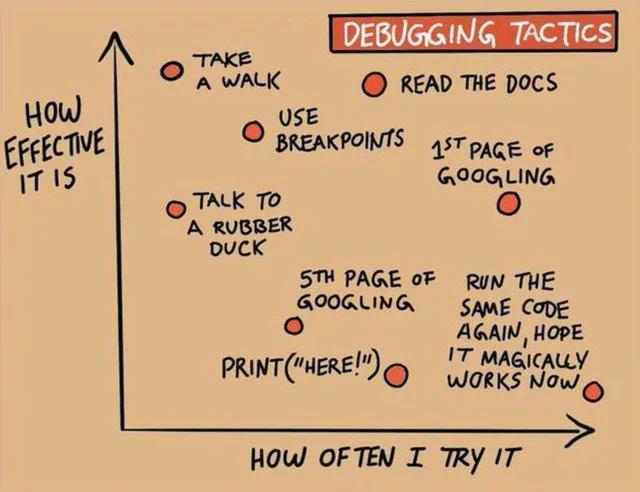 DEBUGGING TACTICS
HOW
EFFECTIVE
IT IS
TAKE
A WALK
READ THE DOCS
USE
BREAKPOINTS
1ST PAGE OF
GOOGLING
TALK TO
A RUBBER
DUCK
5TH PAGE OF
GOOGLING
RUN THE
SAME CODE
AGAIN, HOPE
IT MAGICALLY
WORKS NOW
PRINT("HERE!")
HOW OFTEN I TRY IT